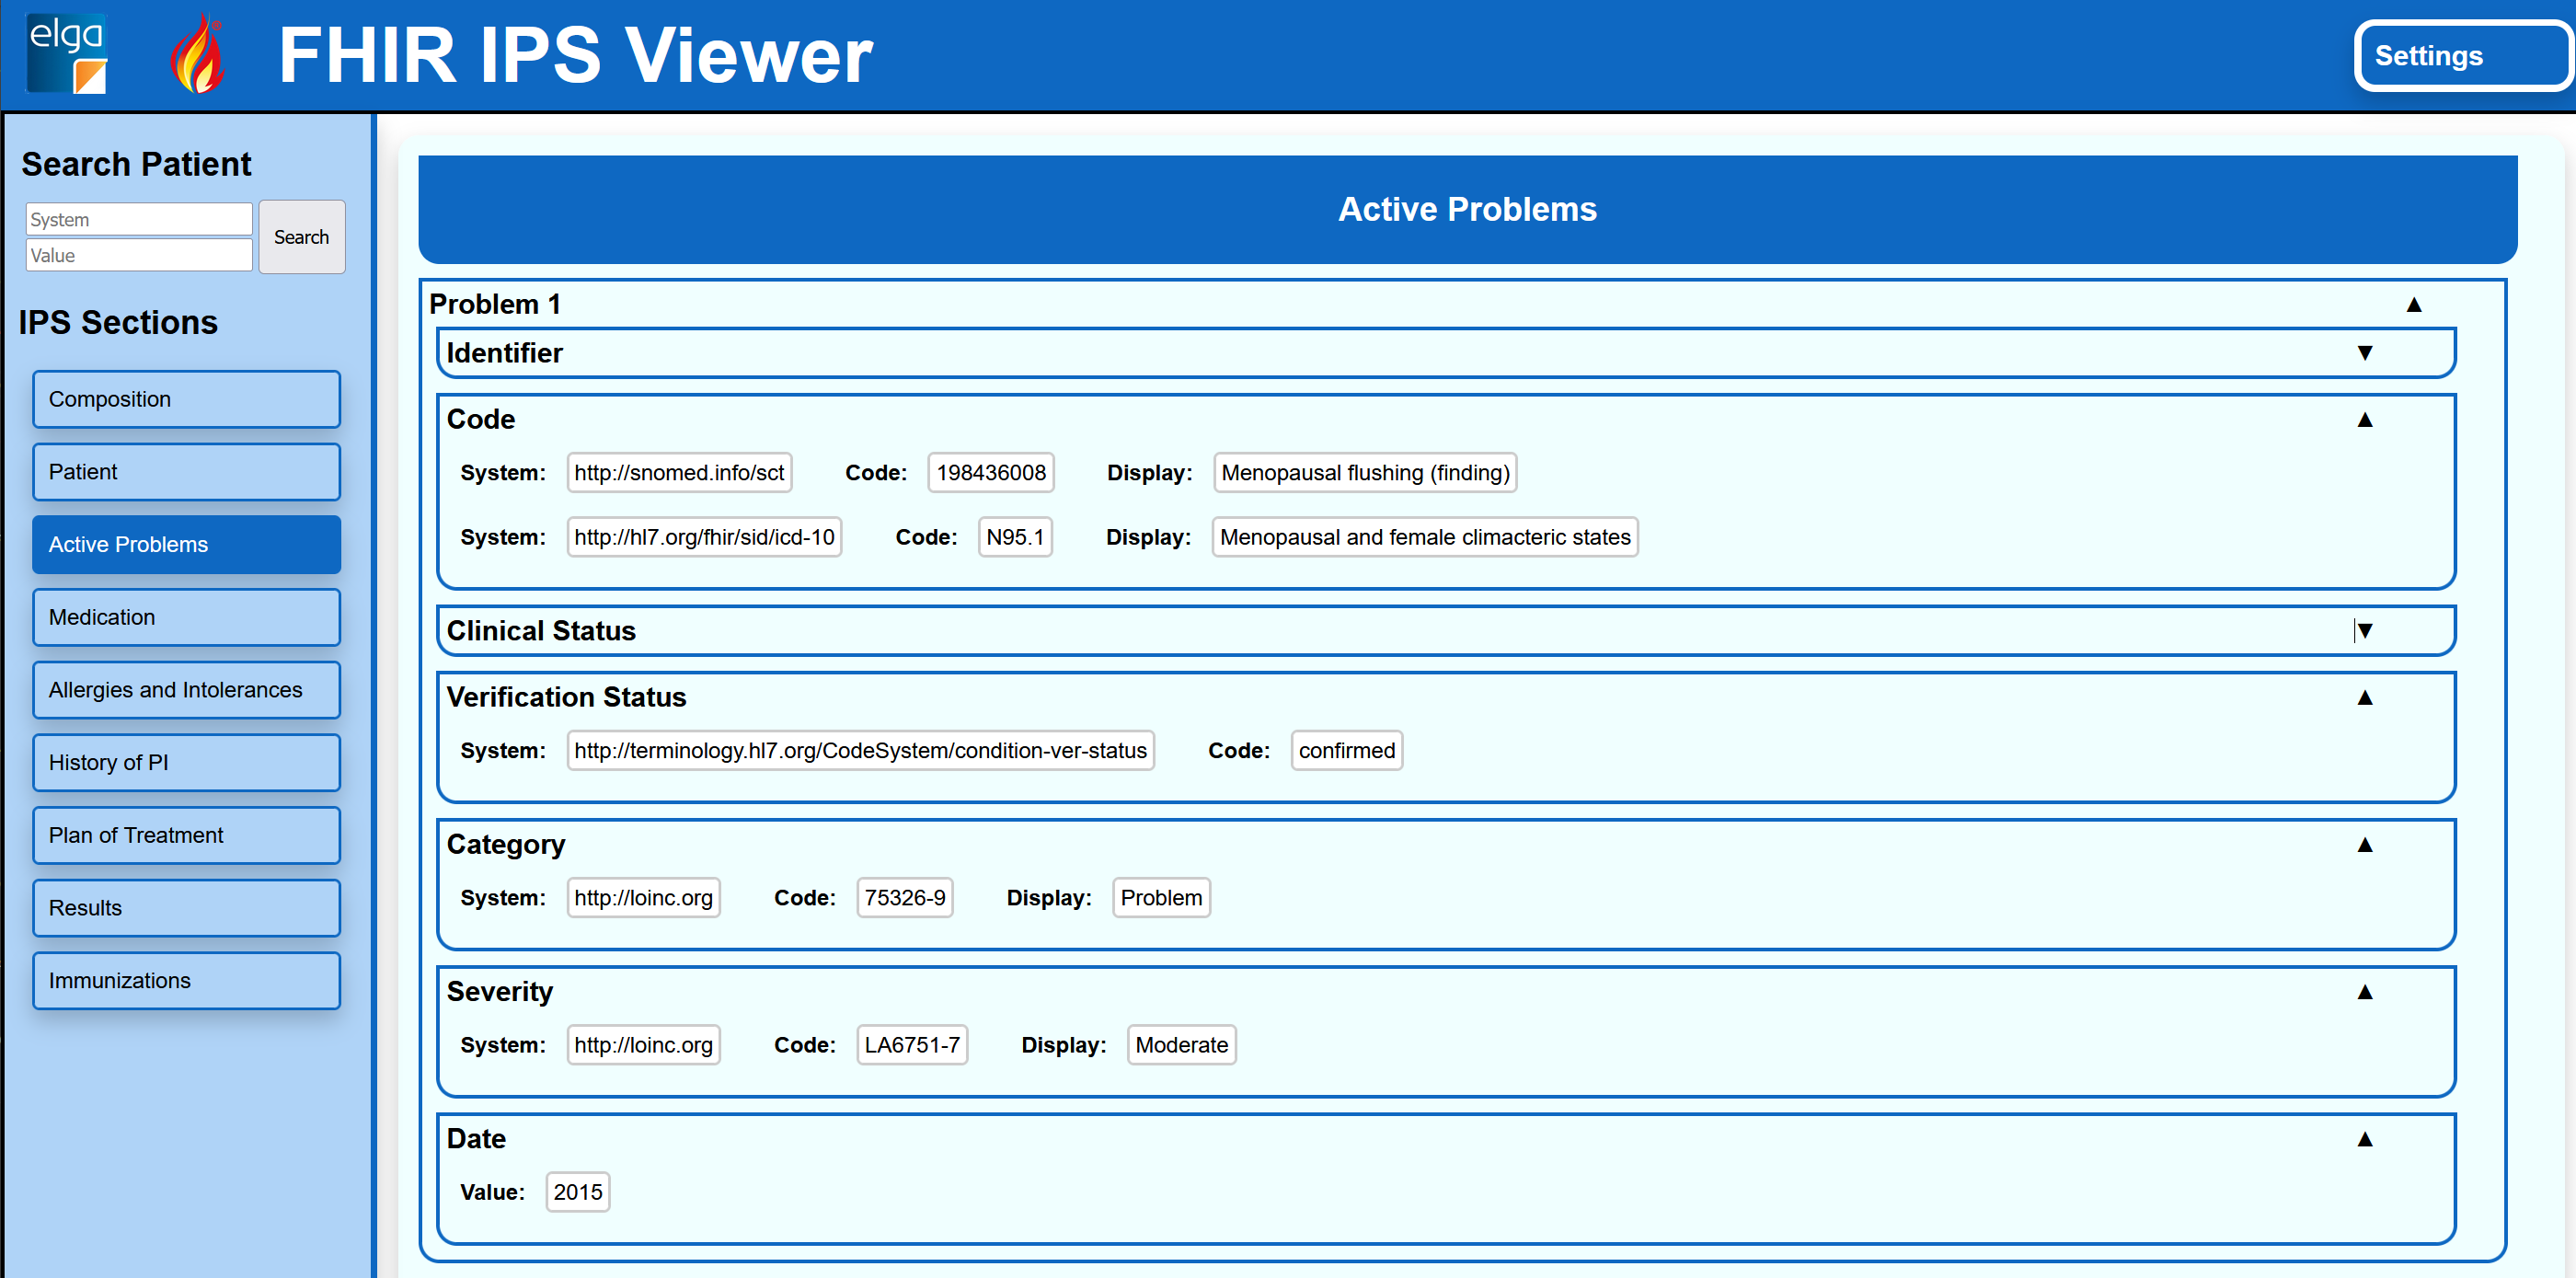 elga
FHIR IPS Viewer
Settings
Search Patient
System
Value
Search
IPS Sections
Composition
Patient
Active Problems
Medication
Allergies and Intolerances
History of PI
Plan of Treatment
Results
Immunizations
Active Problems
Problem 1 ▲
Identifier ▼
Code ▲
System: http://snomed.info/sct Code: 198436008 Display: Menopausal flushing (finding)
System: http://hl7.org/fhir/sid/icd-10 Code: N95.1 Display: Menopausal and female climacteric states
Clinical Status ▼
Verification Status ▲
System: http://terminology.hl7.org/CodeSystem/condition-ver-status Code: confirmed
Category ▲
System: http://loinc.org Code: 75326-9 Display: Problem
Severity ▲
System: http://loinc.org Code: LA6751-7 Display: Moderate
Date ▲
Value: 2015